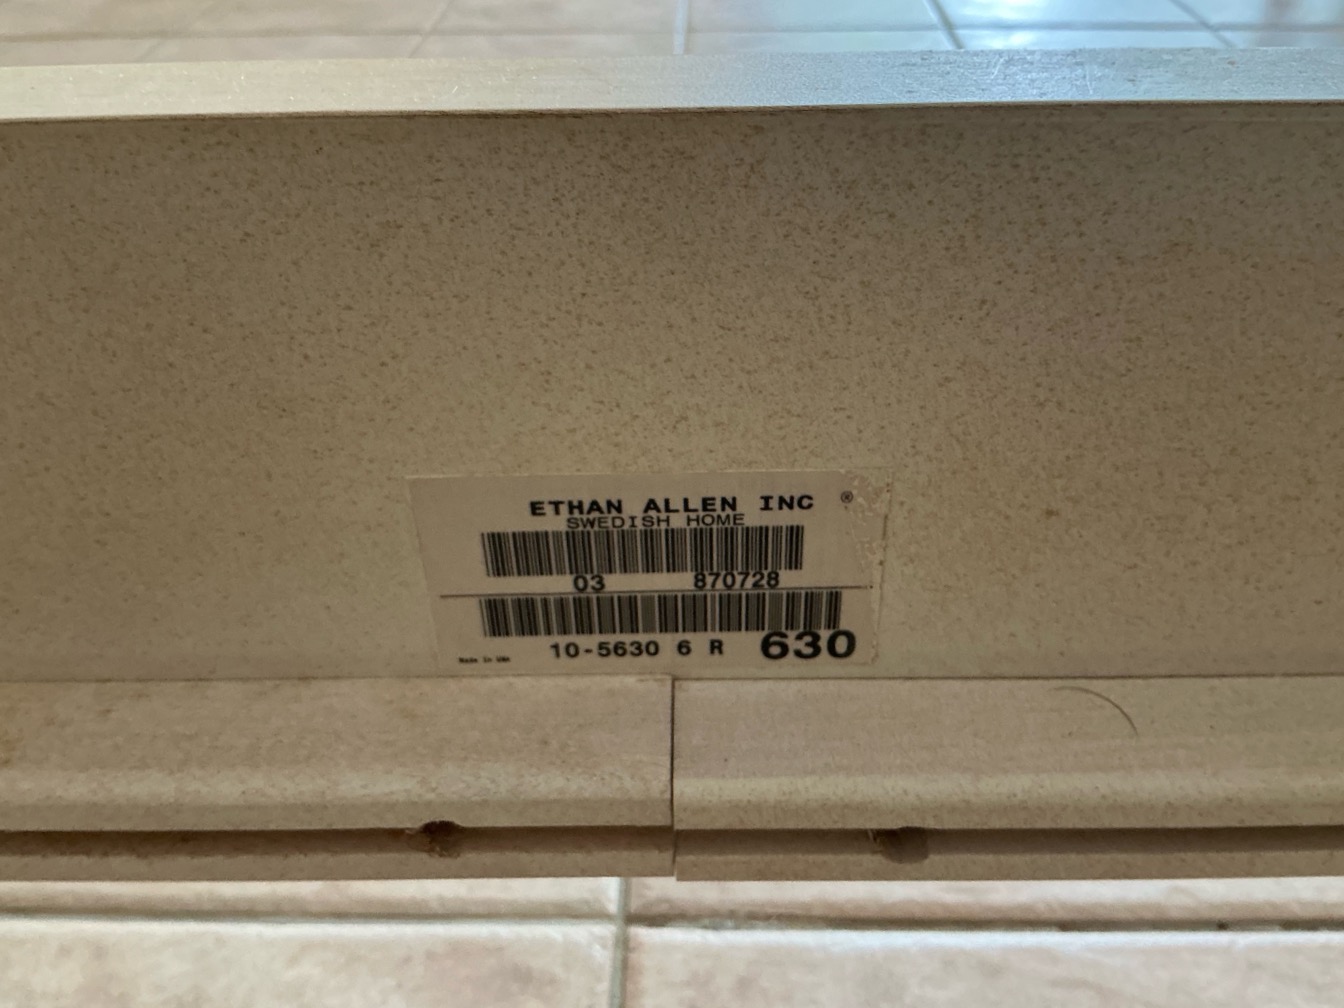 ETHAN ALLEN INC ®
SWEDISH HOME
03 870728
10-5630 6 R 630
Made In USA